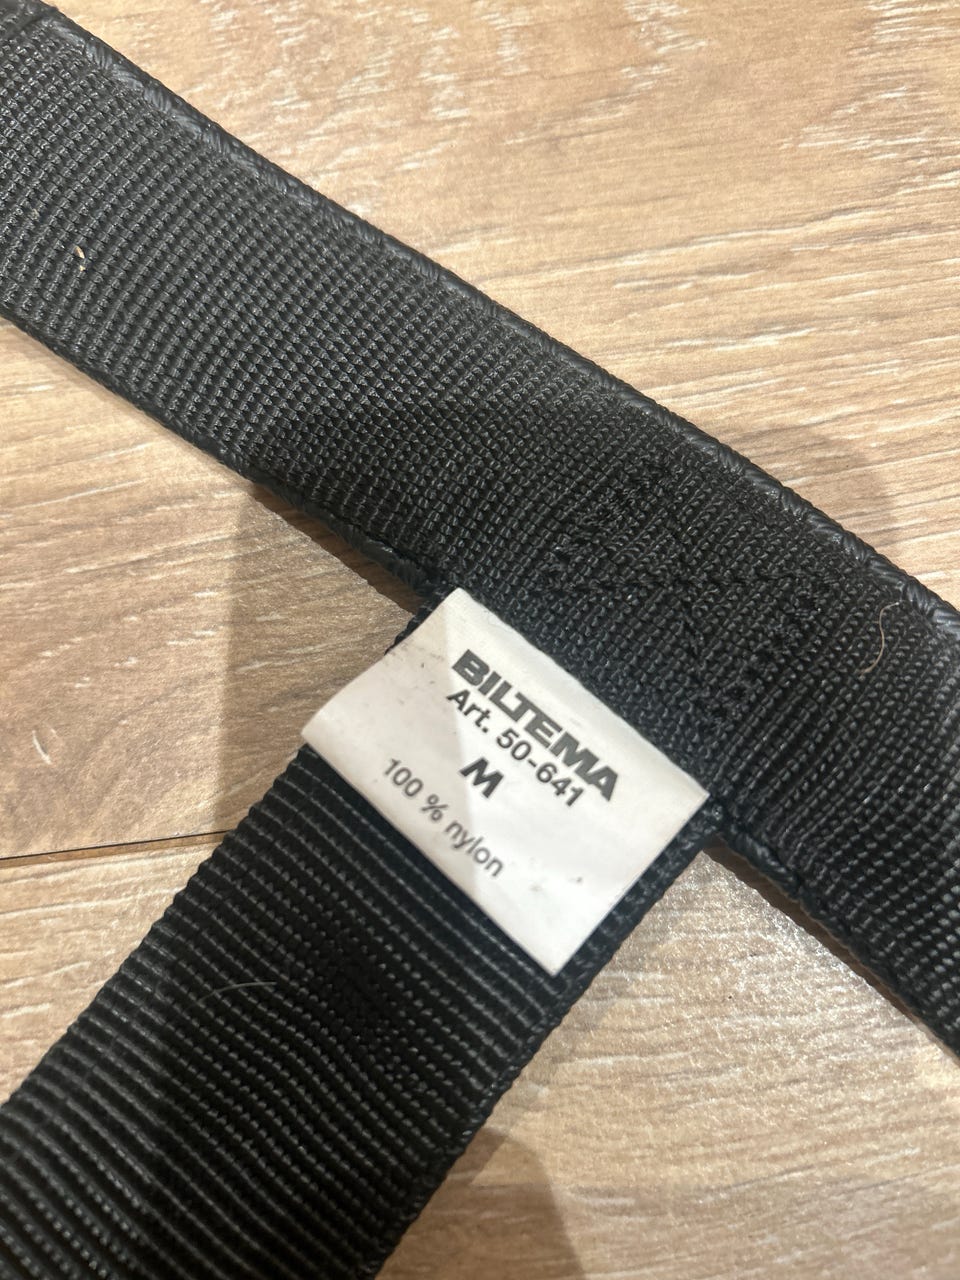 BILTEMA
Art. 50-641
M
100 % nylon